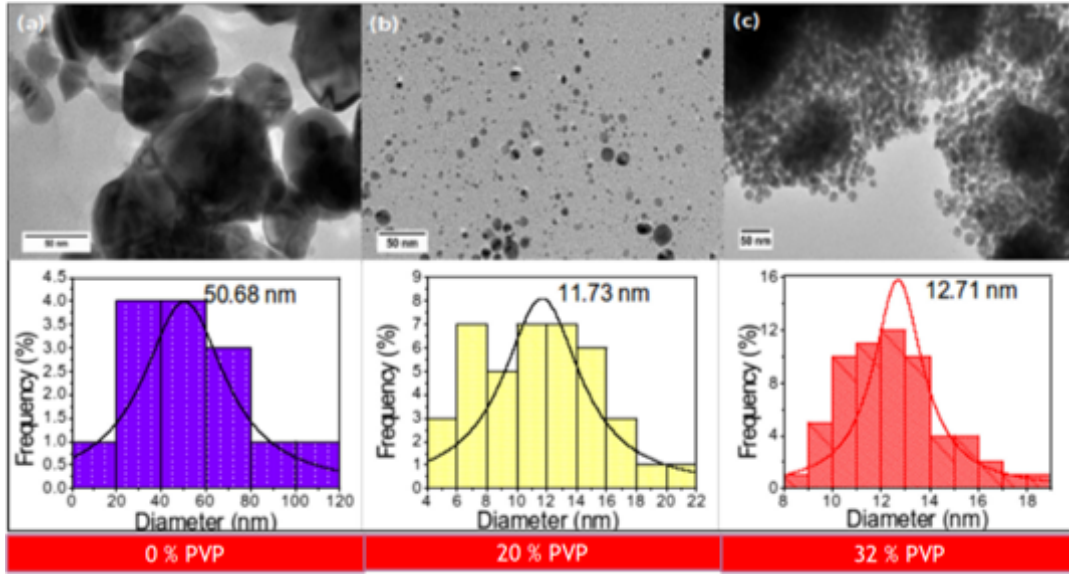 (a)
50 nm
(b)
50 nm
(c)
50 nm
4.5
4.0
3.5
3.0
2.5
2.0
1.5
1.0
0.5
0.0
Frequency (%)
50.68 nm
0 20 40 60 80 100 120
Diameter (nm)
9
8
7
6
5
4
3
2
1
0
Frequency (%)
11.73 nm
4 6 8 10 12 14 16 18 20 22
Diameter (nm)
16
12
8
4
0
Frequency (%)
12.71 nm
8 10 12 14 16 18
Diameter (nm)
0 % PVP
20 % PVP
32 % PVP